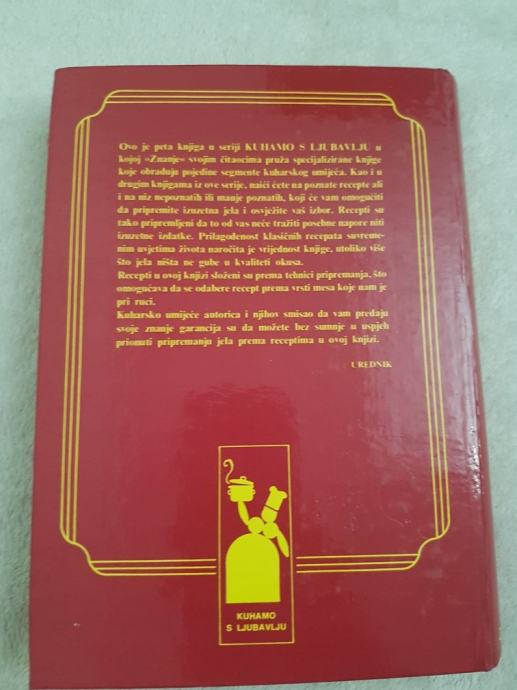 Ovo je peta knjiga u seriji KUHAMO S LJUBAVLJU u
kojoj »Znanje« svojim čitaocima pruža specijalizirane knjige
koje obrađuju pojedine segmente kuharskog umijeća. Kao i u
drugim knjigama iz ove serije, naići ćete na poznate recepte ali
i na niz nepoznatih ili manje poznatih, koji će vam omogućiti
da pripremite izuzetna jela i osvježite vaš izbor. Recepti su
tako pripremljeni da to od vas neće tražiti posebne napore niti
izuzetne izdatke. Prilagođenost klasičnih recepata suvreme-
nim uvjetima života naročita je vrijednost knjige, utoliko više
što jela ništa ne gube u kvaliteti okusa.
Recepti u ovoj knjizi složeni su prema tehnici pripremanja, što
omogućava da se odabere recept prema vrsti mesa koje nam je
pri ruci.
Kuharsko umijeće autorica i njihov smisao da vam predaju
svoje znanje garancija su da možete bez sumnje u uspjeh
prionuti pripremanju jela prema receptima u ovoj knjizi.
UREDNIK
KUHAMO
S LJUBAVLJU